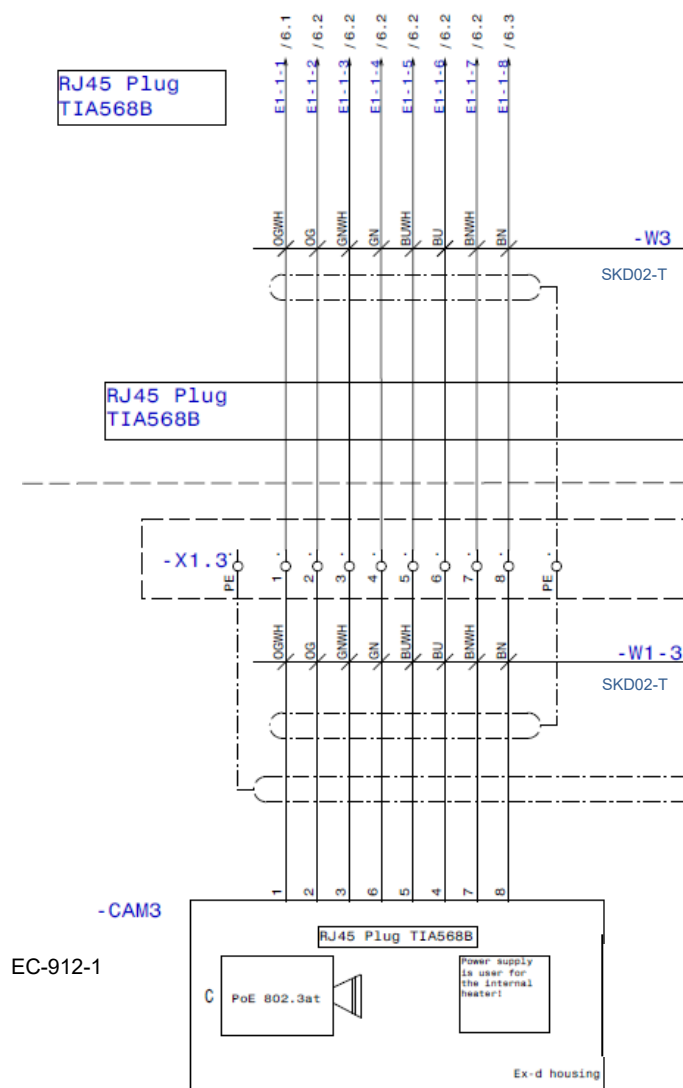 /6.1 /6.2 /6.2 /6.2 /6.2 /6.2 /6.2 /6.3
RJ45 Plug
TIA568B
E1-1-1 E1-1-2 E1-1-3 E1-1-4 E1-1-5 E1-1-6 E1-1-7 E1-1-8
OGWH OG GNWH GN BUWH BU BNWH BN
-W3
SKD02-T
RJ45 Plug
TIA568B
-X1.3
PE 1 2 3 4 5 6 7 8 PE
OGWH OG GNWH GN BUWH BU BNWH BN
-W1-3
SKD02-T
1 2 3 6 5 4 7 8
-CAM3
RJ45 Plug TIA568B
EC-912-1
C
PoE 802.3at
Power supply
is user for
the internal
heater!
Ex-d housing